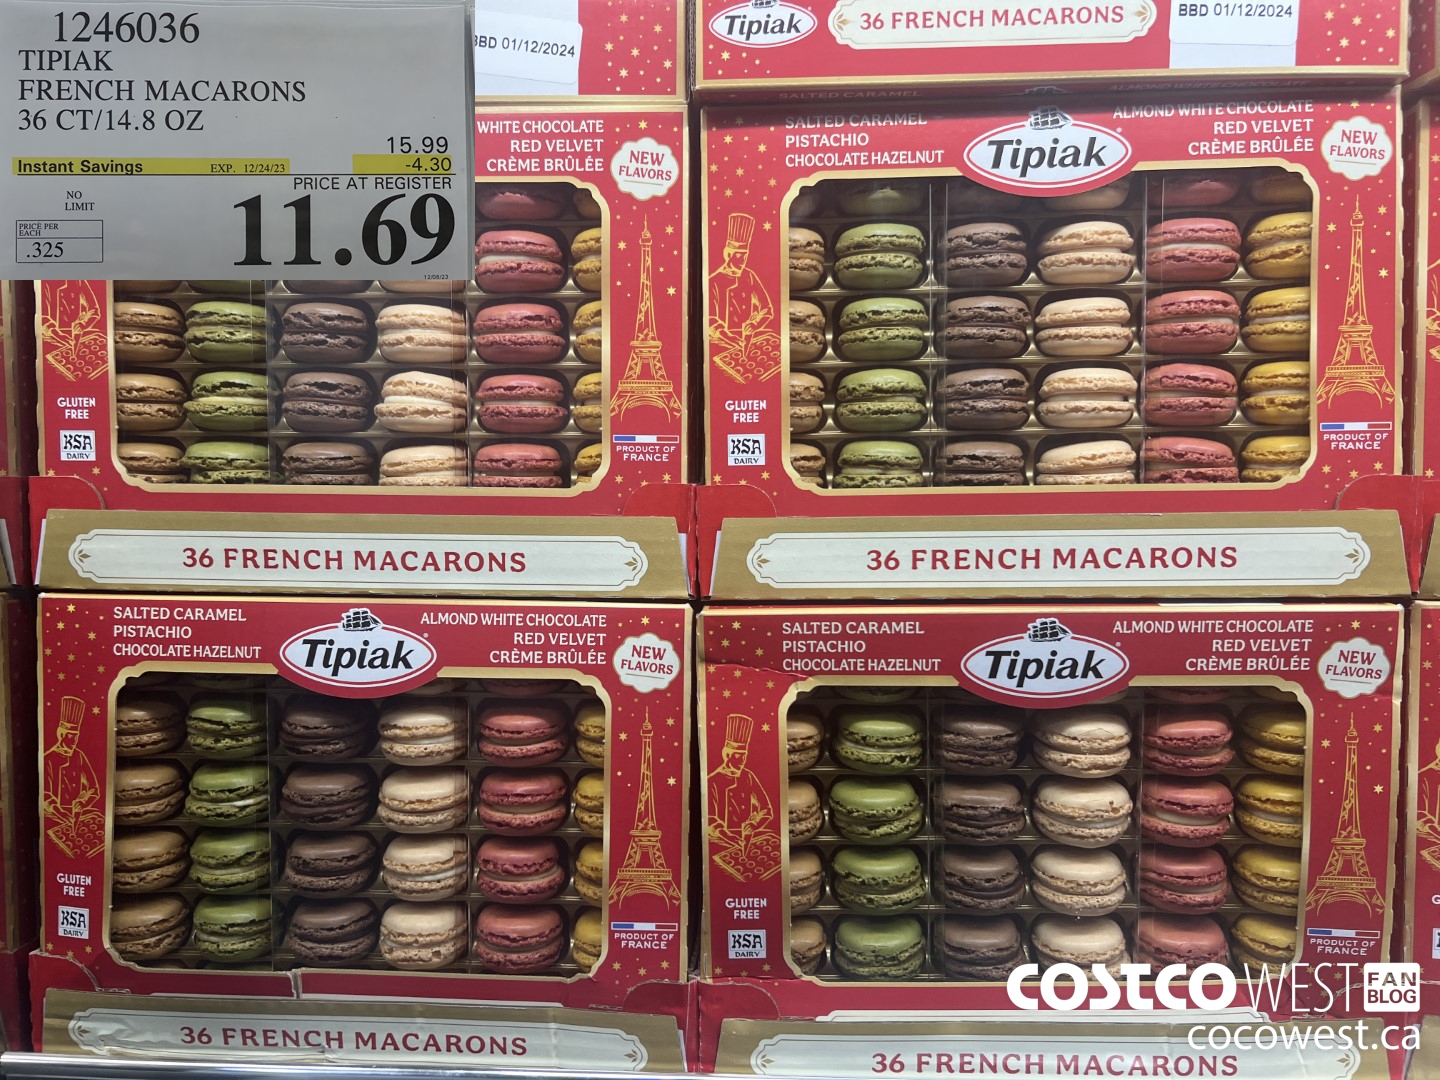 1246036
TIPIAK
FRENCH MACARONS
36 CT/14.8 OZ
15.99
Instant Savings EXP. 12/24/23 -4.30
PRICE AT REGISTER
NO
LIMIT
11.69
PRICE PER
EACH
.325
12/08/23
BBD 01/12/2024
Tipiak
36 FRENCH MACARONS
BBD 01/12/2024
WHITE CHOCOLATE
RED VELVET
CRÈME BRÛLÉE
NEW
FLAVORS
GLUTEN
FREE
KSA
DAIRY
PRODUCT OF
FRANCE
36 FRENCH MACARONS
SALTED CARAMEL
SALTED CARAMEL
PISTACHIO
CHOCOLATE HAZELNUT
Tipiak
ALMOND WHITE CHOCOLATE
ALMOND WHITE CHOCOLATE
RED VELVET
CRÈME BRÛLÉE
NEW
FLAVORS
GLUTEN
FREE
KSA
DAIRY
PRODUCT OF
FRANCE
36 FRENCH MACARONS
SALTED CARAMEL
PISTACHIO
CHOCOLATE HAZELNUT
Tipiak
ALMOND WHITE CHOCOLATE
RED VELVET
CRÈME BRÛLÉE
NEW
FLAVORS
GLUTEN
FREE
KSA
DAIRY
PRODUCT OF
FRANCE
36 FRENCH MACARONS
SALTED CARAMEL
PISTACHIO
CHOCOLATE HAZELNUT
Tipiak
ALMOND WHITE CHOCOLATE
RED VELVET
CRÈME BRÛLÉE
NEW
FLAVORS
GLUTEN
FREE
KSA
DAIRY
PRODUCT OF
FRANCE
36 FRENCH MACARONS
COSTCO WEST FAN BLOG
cocowest.ca